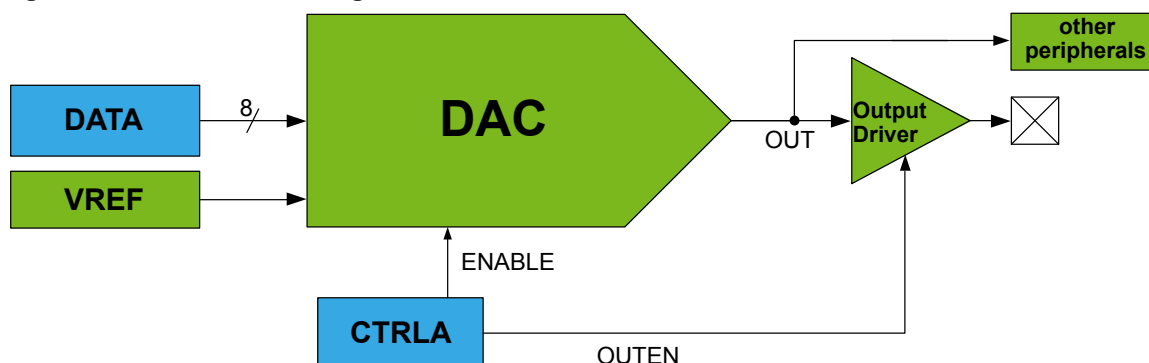 other
peripherals
DATA
8
DAC
Output
Driver
OUT
VREF
ENABLE
CTRLA
OUTEN